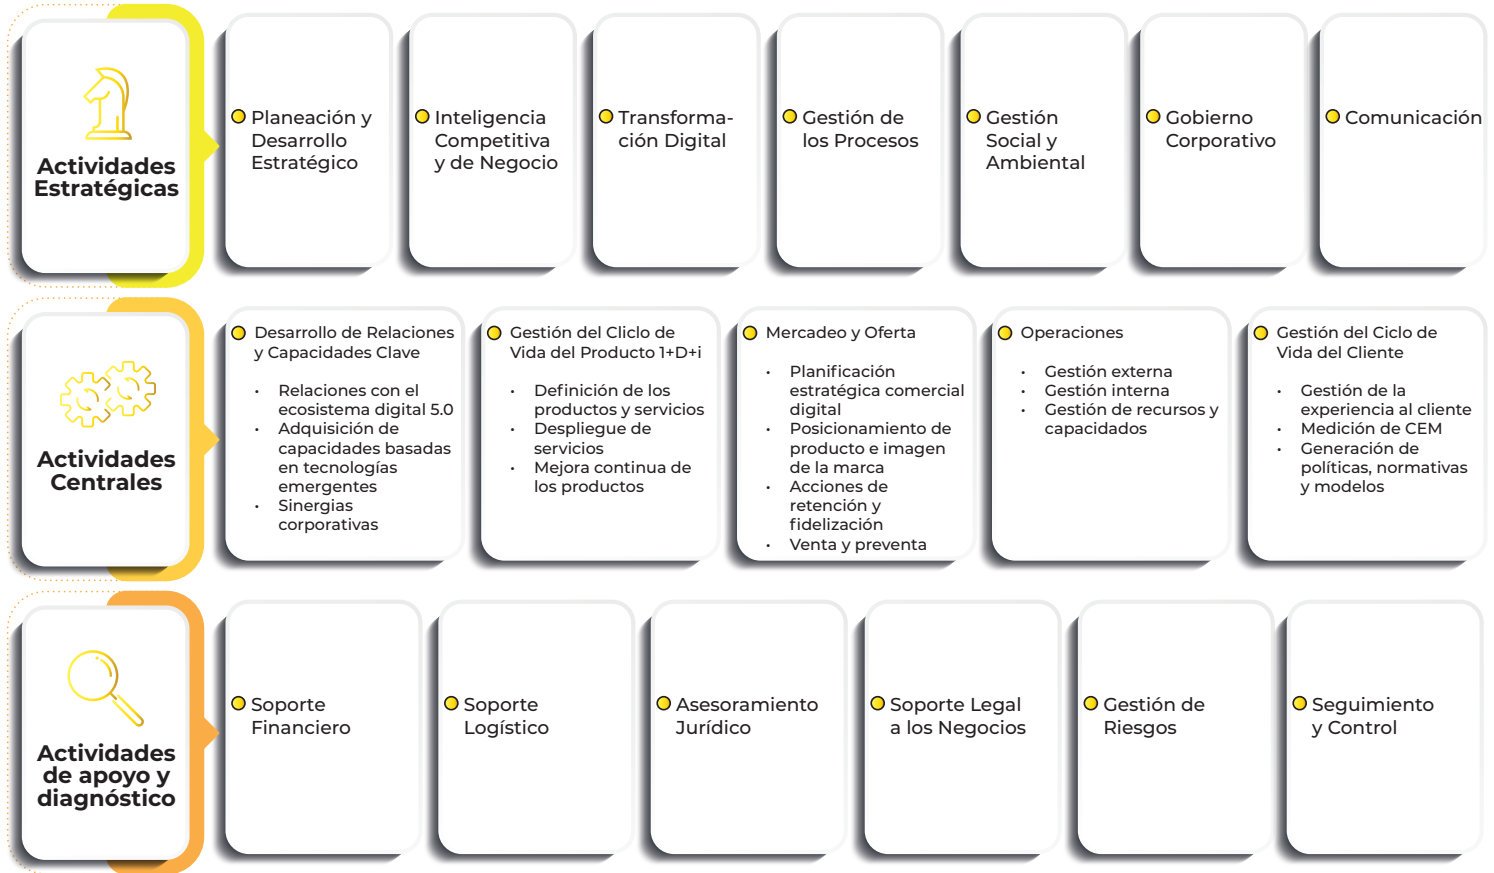 Actividades
Estratégicas
Planeación y
Desarrollo
Estratégico
Inteligencia
Competitiva
y de Negocio
Transforma-
ción Digital
Gestión de
los Procesos
Gestión
Social y
Ambiental
Gobierno
Corporativo
Comunicación
Actividades
Centrales
Desarrollo de Relaciones
y Capacidades Clave
• Relaciones con el
ecosistema digital 5.0
• Adquisición de
capacidades basadas
en tecnologías
emergentes
• Sinergias
corporativas
Gestión del Cliclo de
Vida del Producto 1+D+i
• Definición de los
productos y servicios
• Despliegue de
servicios
• Mejora continua de
los productos
Mercadeo y Oferta
• Planificación
estratégica comercial
digital
• Posicionamiento de
producto e imagen
de la marca
• Acciones de
retención y
fidelización
• Venta y preventa
Operaciones
• Gestión externa
• Gestión interna
• Gestión de recursos y
capacidados
Gestión del Ciclo de
Vida del Cliente
• Gestión de la
experiencia al cliente
• Medición de CEM
• Generación de
políticas, normativas
y modelos
Actividades
de apoyo y
diagnóstico
Soporte
Financiero
Soporte
Logístico
Asesoramiento
Jurídico
Soporte Legal
a los Negocios
Gestión de
Riesgos
Seguimiento
y Control